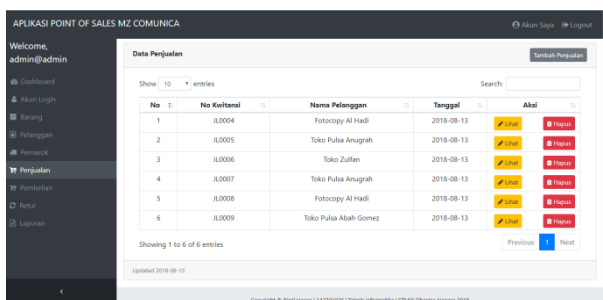 APLIKASI POINT OF SALES MZ COMUNICA
Akun Saya Logout
Welcome,
admin@admin
Dashboard
Akun Login
Barang
Pelanggan
Pemasok
Penjualan
Pembelian
Retur
Laporan
Data Penjualan
Tambah Penjualan
Show 10 entries
Search:
No No Kwitansi Nama Pelanggan Tanggal Aksi
1 JL0004 Fotocopy Al Hadi 2018-08-13 Lihat Hapus
2 JL0005 Toko Pulsa Anugrah 2018-08-13 Lihat Hapus
3 JL0006 Toko Zulfan 2018-08-13 Lihat Hapus
4 JL0007 Toko Pulsa Anugrah 2018-08-13 Lihat Hapus
5 JL0008 Fotocopy Al Hadi 2018-08-13 Lihat Hapus
6 JL0009 Toko Pulsa Abah Gomez 2018-08-13 Lihat Hapus
Showing 1 to 6 of 6 entries
Previous 1 Next
Updated 2018-08-13